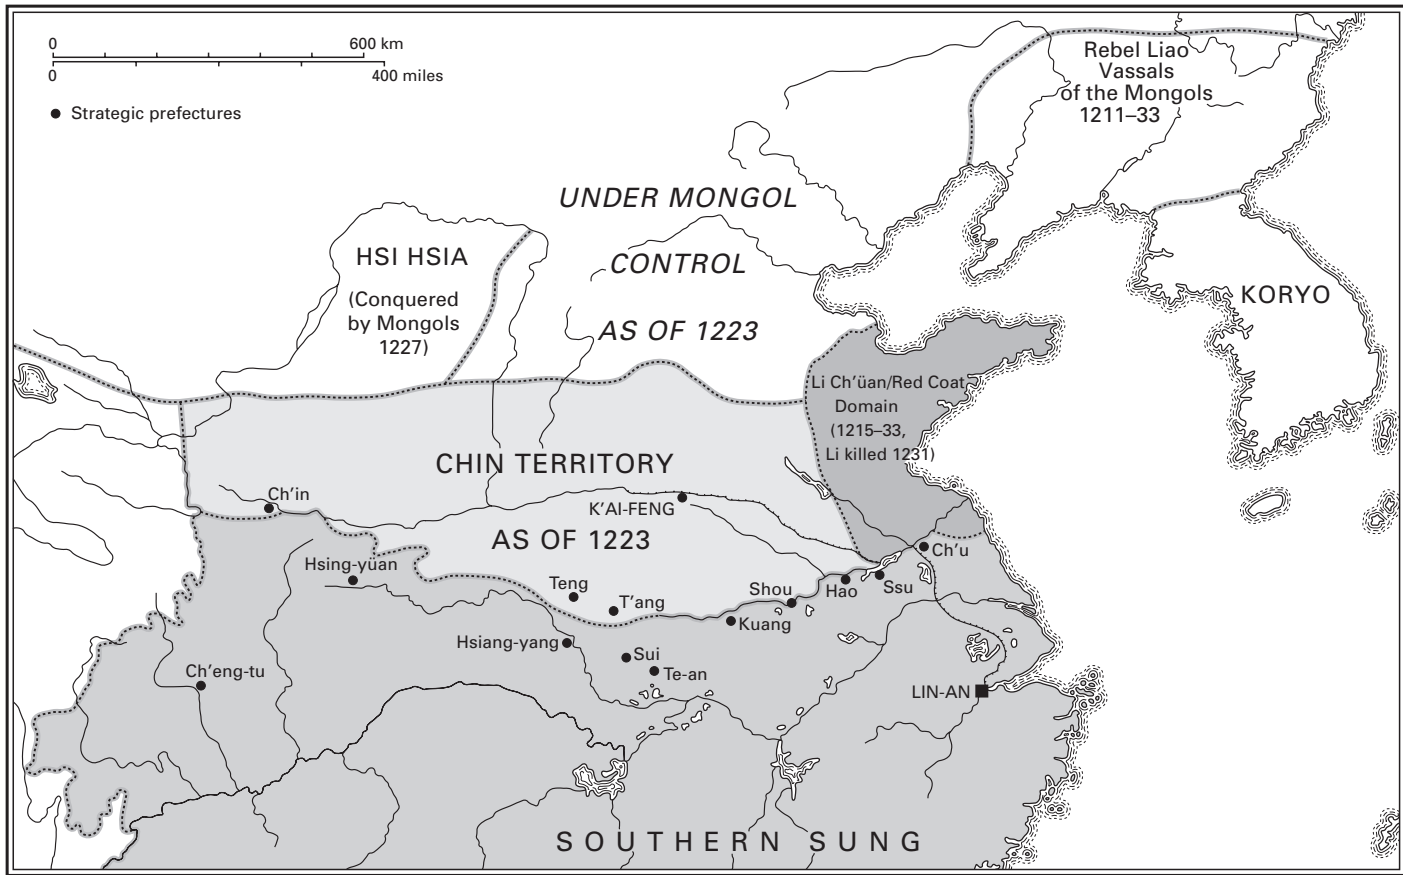 0 600 km
0 400 miles
Strategic prefectures
Rebel Liao
Vassals
of the Mongols
1211–33
UNDER MONGOL
CONTROL
AS OF 1223
HSI HSIA
(Conquered
by Mongols
1227)
KORYO
Li Ch'üan/Red Coat
Domain
(1215–33,
Li killed 1231)
CHIN TERRITORY
AS OF 1223
Ch'in
K'AI-FENG
Ch'u
Hsing-yüan
Teng
T'ang
Shou
Hao
Ssu
Kuang
Hsiang-yang
Sui
Te-an
Ch'eng-tu
LIN-AN
SOUTHERN SUNG